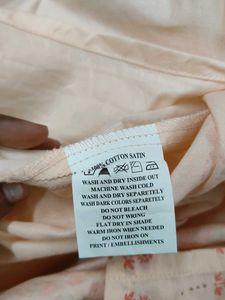 100% COTTON SATIN
WASH AND DRY INSIDE OUT
MACHINE WASH COLD
WASH AND DRY SEPARETELY
WASH DARK COLORS SEPARETELY
DO NOT BLEACH
DO NOT WRING
FLAT DRY IN SHADE
WARM IRON WHEN NEEDED
DO NOT IRON ON
PRINT / EMBELLISHMENTS